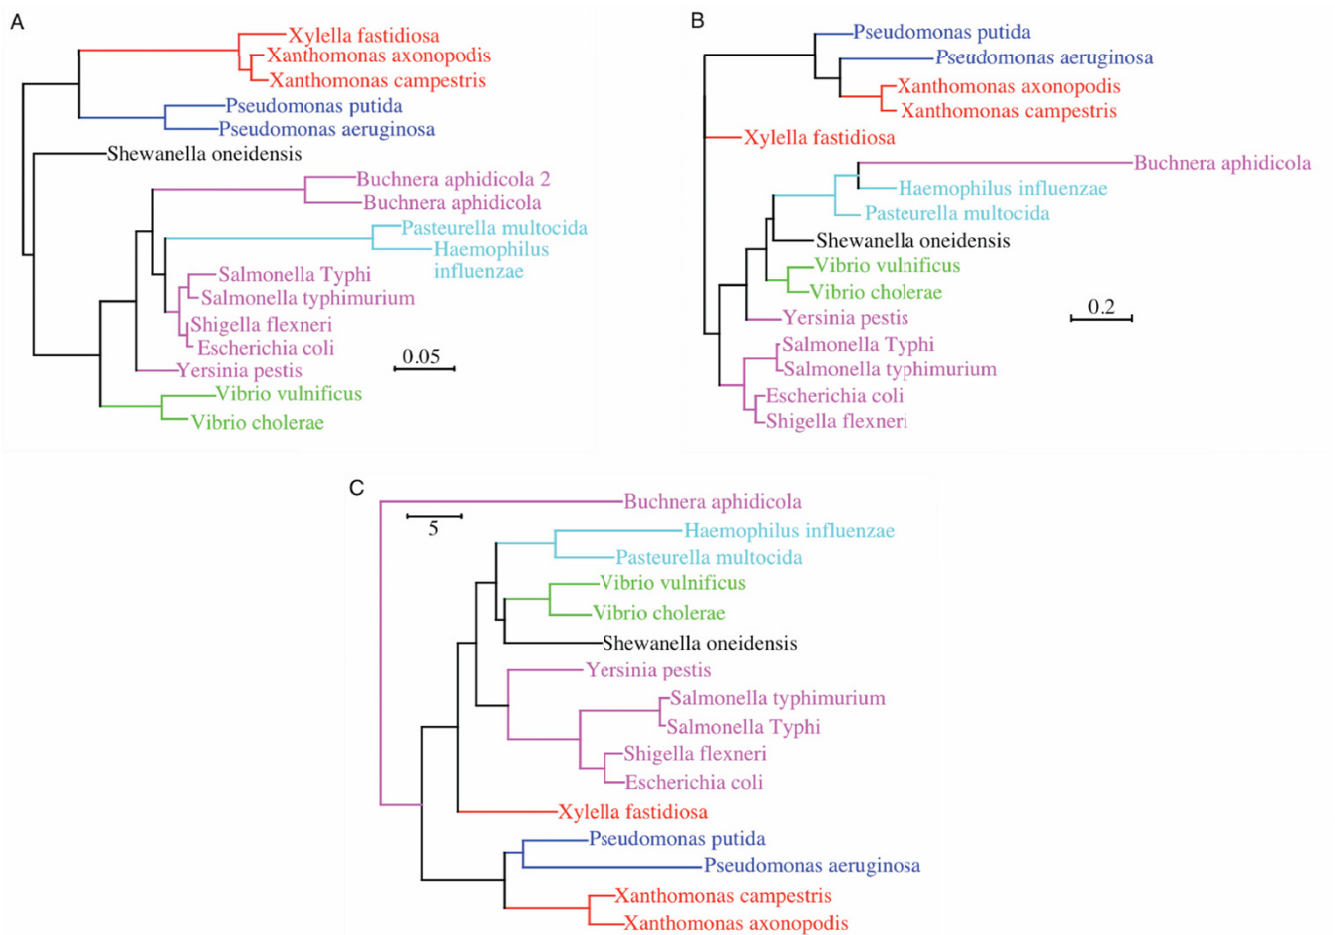 A
Xylella fastidiosa
Xanthomonas axonopodis
Xanthomonas campestris
Pseudomonas putida
Pseudomonas aeruginosa
Shewanella oneidensis
Buchnera aphidicola 2
Buchnera aphidicola
Pasteurella multocida
Haemophilus
influenzae
Salmonella Typhi
Salmonella typhimurium
Shigella flexneri
Escherichia coli
0.05
Yersinia pestis
Vibrio vulnificus
Vibrio cholerae
B
Pseudomonas putida
Pseudomonas aeruginosa
Xanthomonas axonopodis
Xanthomonas campestris
Xylella fastidiosa
Buchnera aphidicola
Haemophilus influenzae
Pasteurella multocida
Shewanella oneidensis
Vibrio vulnificus
Vibrio cholerae
0.2
Yersinia pestis
Salmonella Typhi
Salmonella typhimurium
Escherichia coli
Shigella flexneri
C
Buchnera aphidicola
5
Haemophilus influenzae
Pasteurella multocida
Vibrio vulnificus
Vibrio cholerae
Shewanella oneidensis
Yersinia pestis
Salmonella typhimurium
Salmonella Typhi
Shigella flexneri
Escherichia coli
Xylella fastidiosa
Pseudomonas putida
Pseudomonas aeruginosa
Xanthomonas campestris
Xanthomonas axonopodis